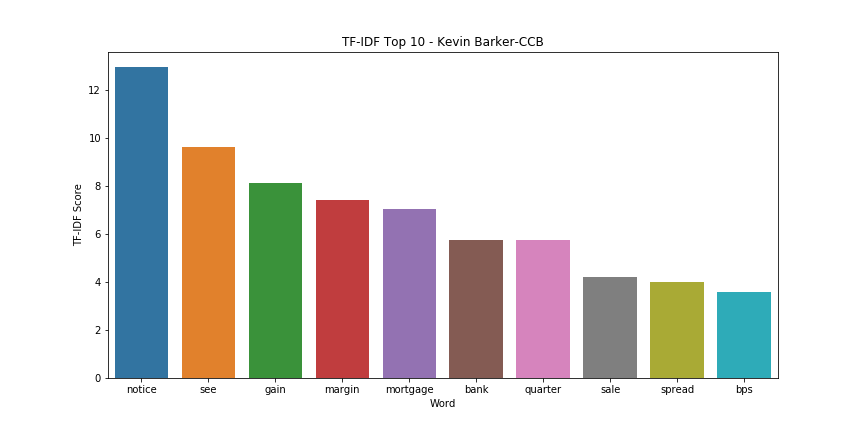 TF-IDF Top 10 - Kevin Barker-CCB
TF-IDF Score
12
10
8
6
4
2
0
notice see gain margin mortgage bank quarter sale spread bps
Word